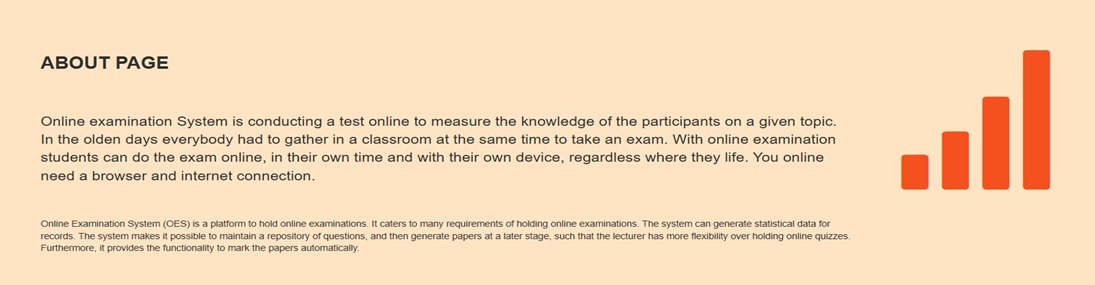 ABOUT PAGE
Online examination System is conducting a test online to measure the knowledge of the participants on a given topic.
In the olden days everybody had to gather in a classroom at the same time to take an exam. With online examination
students can do the exam online, in their own time and with their own device, regardless where they life. You online
need a browser and internet connection.
Online Examination System (OES) is a platform to hold online examinations. It caters to many requirements of holding online examinations. The system can generate statistical data for
records. The system makes it possible to maintain a repository of questions, and then generate papers at a later stage, such that the lecturer has more flexibility over holding online quizzes.
Furthermore, it provides the functionality to mark the papers automatically.